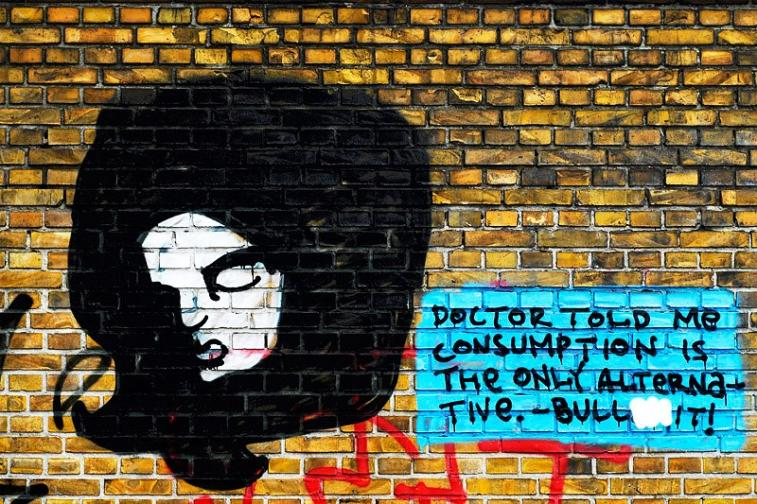 DOCTOR TOLD ME
CONSUMPTION IS
THE ONLY ALTERNA-
TIVE.-BULL IT!